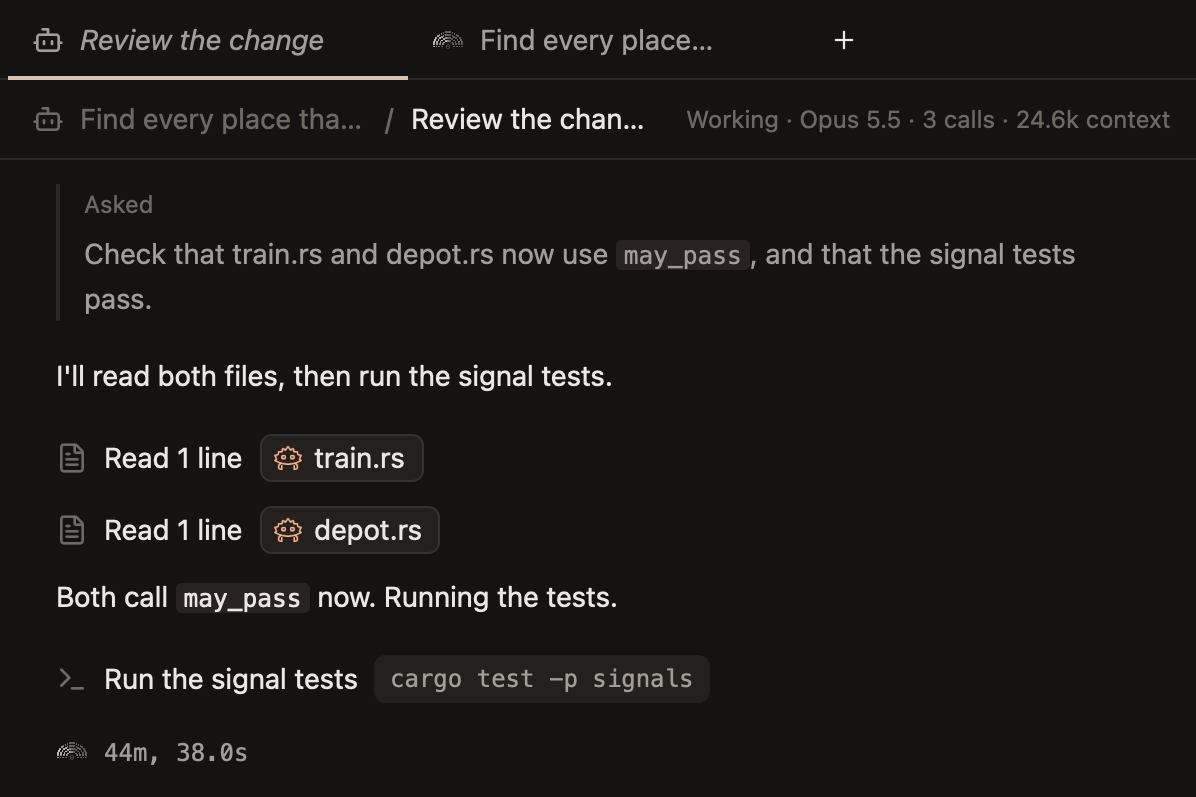 Review the change Find every place... +
Find every place tha... / Review the chan... Working · Opus 5.5 · 3 calls · 24.6k context
Asked
Check that train.rs and depot.rs now use may_pass, and that the signal tests
pass.
I'll read both files, then run the signal tests.
Read 1 line train.rs
Read 1 line depot.rs
Both call may_pass now. Running the tests.
Run the signal tests cargo test -p signals
44m, 38.0s